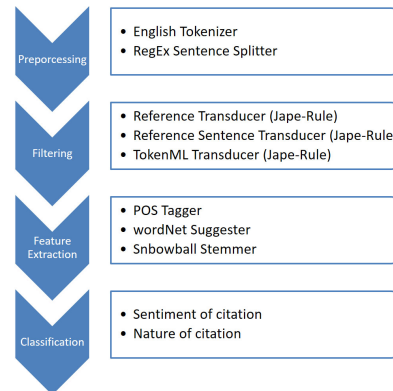 Preporcessing
• English Tokenizer
• RegEx Sentence Splitter
Filtering
• Reference Transducer (Jape-Rule)
• Reference Sentence Transducer (Jape-Rule
• TokenML Transducer (Jape-Rule)
Feature
Extraction
• POS Tagger
• wordNet Suggester
• Snbowball Stemmer
Classification
• Sentiment of citation
• Nature of citation